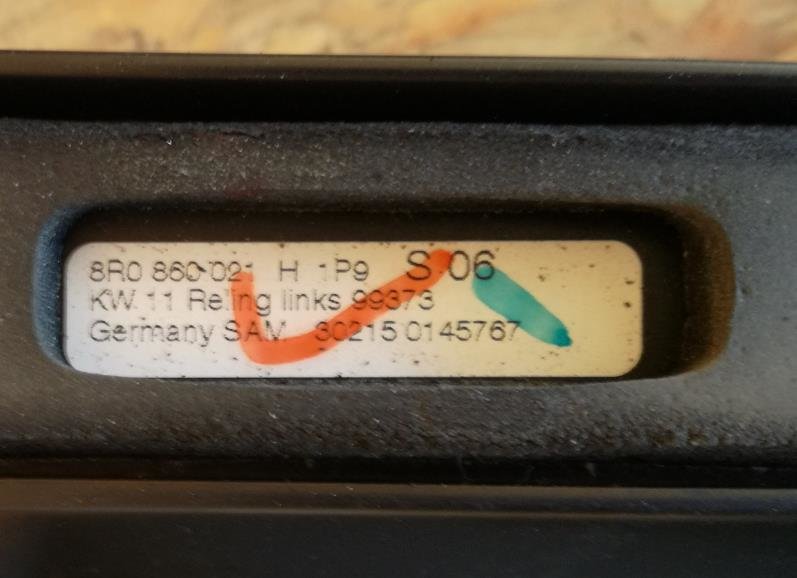 8R0 860 021 H 1P9 S 06
KW 11 Reling links 99373
Germany SAM 30215 0145767